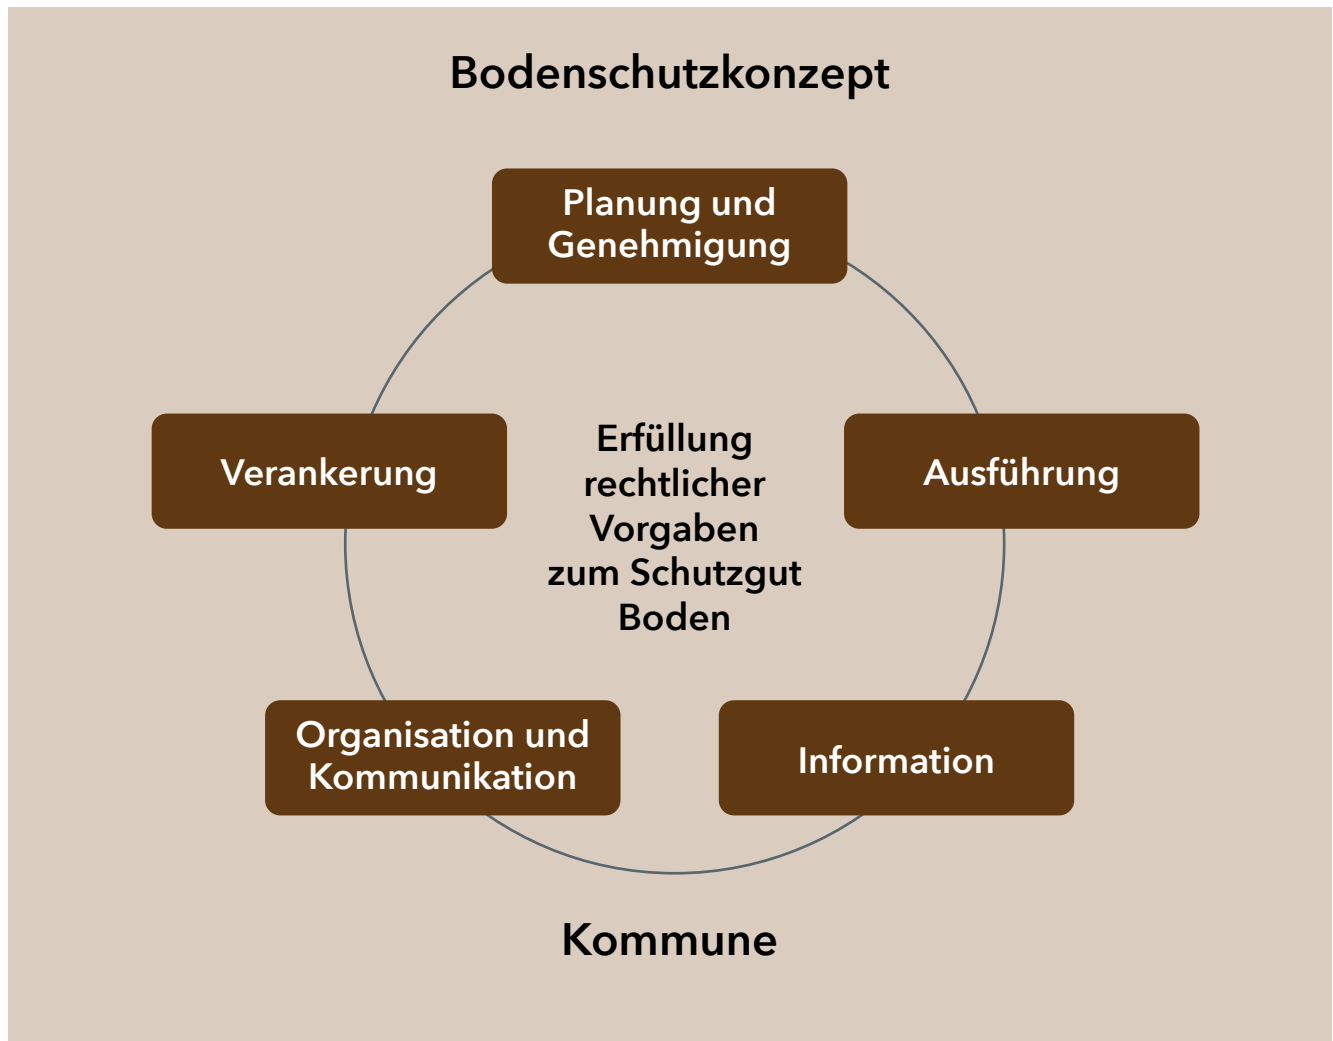 Bodenschutzkonzept
Planung und
Genehmigung
Verankerung
Erfüllung
rechtlicher
Vorgaben
zum Schutzgut
Boden
Ausführung
Organisation und
Kommunikation
Information
Kommune